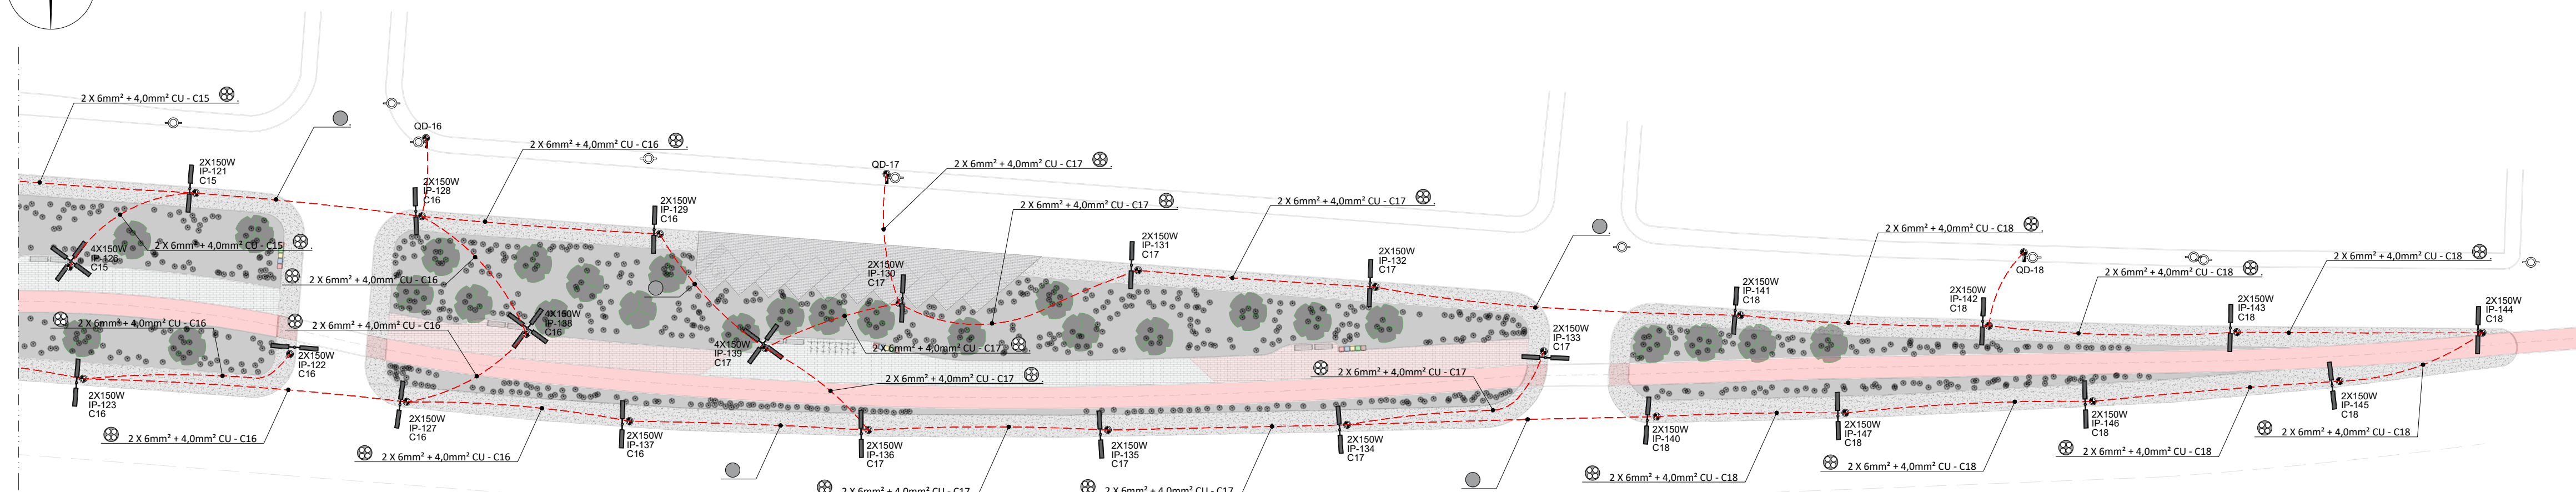 2 X 6mm² + 4,0mm² CU - C15
2X150W
IP-121
C15
4X150W
IP-126
C15
2 X 6mm² + 4,0mm² CU - C15
2 X 6mm² + 4,0mm² CU - C16
2X150W
IP-123
C16
2X150W
IP-122
C16
2 X 6mm² + 4,0mm² CU - C16
QD-16
2X150W
IP-128
C16
2 X 6mm² + 4,0mm² CU - C16
2X150W
IP-129
C16
2 X 6mm² + 4,0mm² CU - C16
2 X 6mm² + 4,0mm² CU - C16
4X150W
IP-138
C16
2X150W
IP-127
C16
2 X 6mm² + 4,0mm² CU - C16
2X150W
IP-137
C16
QD-17
2 X 6mm² + 4,0mm² CU - C17
2X150W
IP-130
C17
4X150W
IP-139
C17
2 X 6mm² + 4,0mm² CU - C17
2 X 6mm² + 4,0mm² CU - C17
2X150W
IP-136
C17
2 X 6mm² + 4,0mm² CU - C17
2 X 6mm² + 4,0mm² CU - C17
2X150W
IP-131
C17
2X150W
IP-135
C17
2 X 6mm² + 4,0mm² CU - C17
2 X 6mm² + 4,0mm² CU - C17
2X150W
IP-132
C17
2 X 6mm² + 4,0mm² CU - C17
2X150W
IP-134
C17
2X150W
IP-133
C17
2X150W
IP-141
C18
2 X 6mm² + 4,0mm² CU - C18
2X150W
IP-140
C18
2 X 6mm² + 4,0mm² CU - C18
2X150W
IP-142
C18
QD-18
2X150W
IP-147
C18
2 X 6mm² + 4,0mm² CU - C18
2 X 6mm² + 4,0mm² CU - C18
2X150W
IP-143
C18
2X150W
IP-146
C18
2 X 6mm² + 4,0mm² CU - C18
2 X 6mm² + 4,0mm² CU - C18
2X150W
IP-144
C18
2X150W
IP-145
C18
2 X 6mm² + 4,0mm² CU - C18